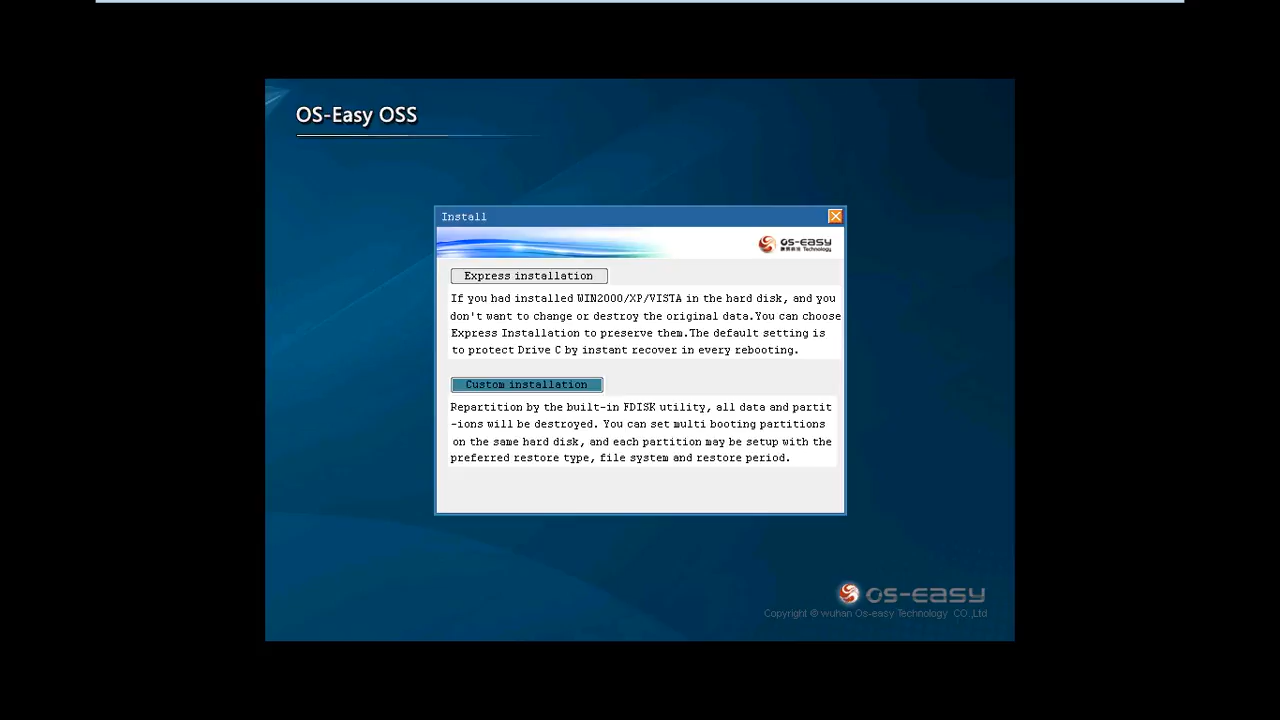 OS-Easy OSS
Install
os-easy
Technology
Express installation
If you had installed WIN2000/XP/VISTA in the hard disk, and you
don't want to change or destroy the original data.You can choose
Express Installation to preserve them.The default setting is
to protect Drive C by instant recover in every rebooting.
Custom installation
Repartition by the built-in FDISK utility, all data and partit
-ions will be destroyed. You can set multi booting partitions
on the same hard disk, and each partition may be setup with the
preferred restore type, file system and restore period.
os-easy
Copyright © wuhan Os-easy Technology CO.,Ltd